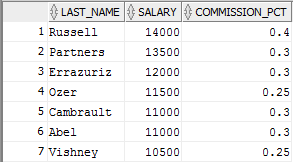 LAST_NAME SALARY COMMISSION_PCT
1 Russell 14000 0.4
2 Partners 13500 0.3
3 Errazuriz 12000 0.3
4 Ozer 11500 0.25
5 Cambrault 11000 0.3
6 Abel 11000 0.3
7 Vishney 10500 0.25